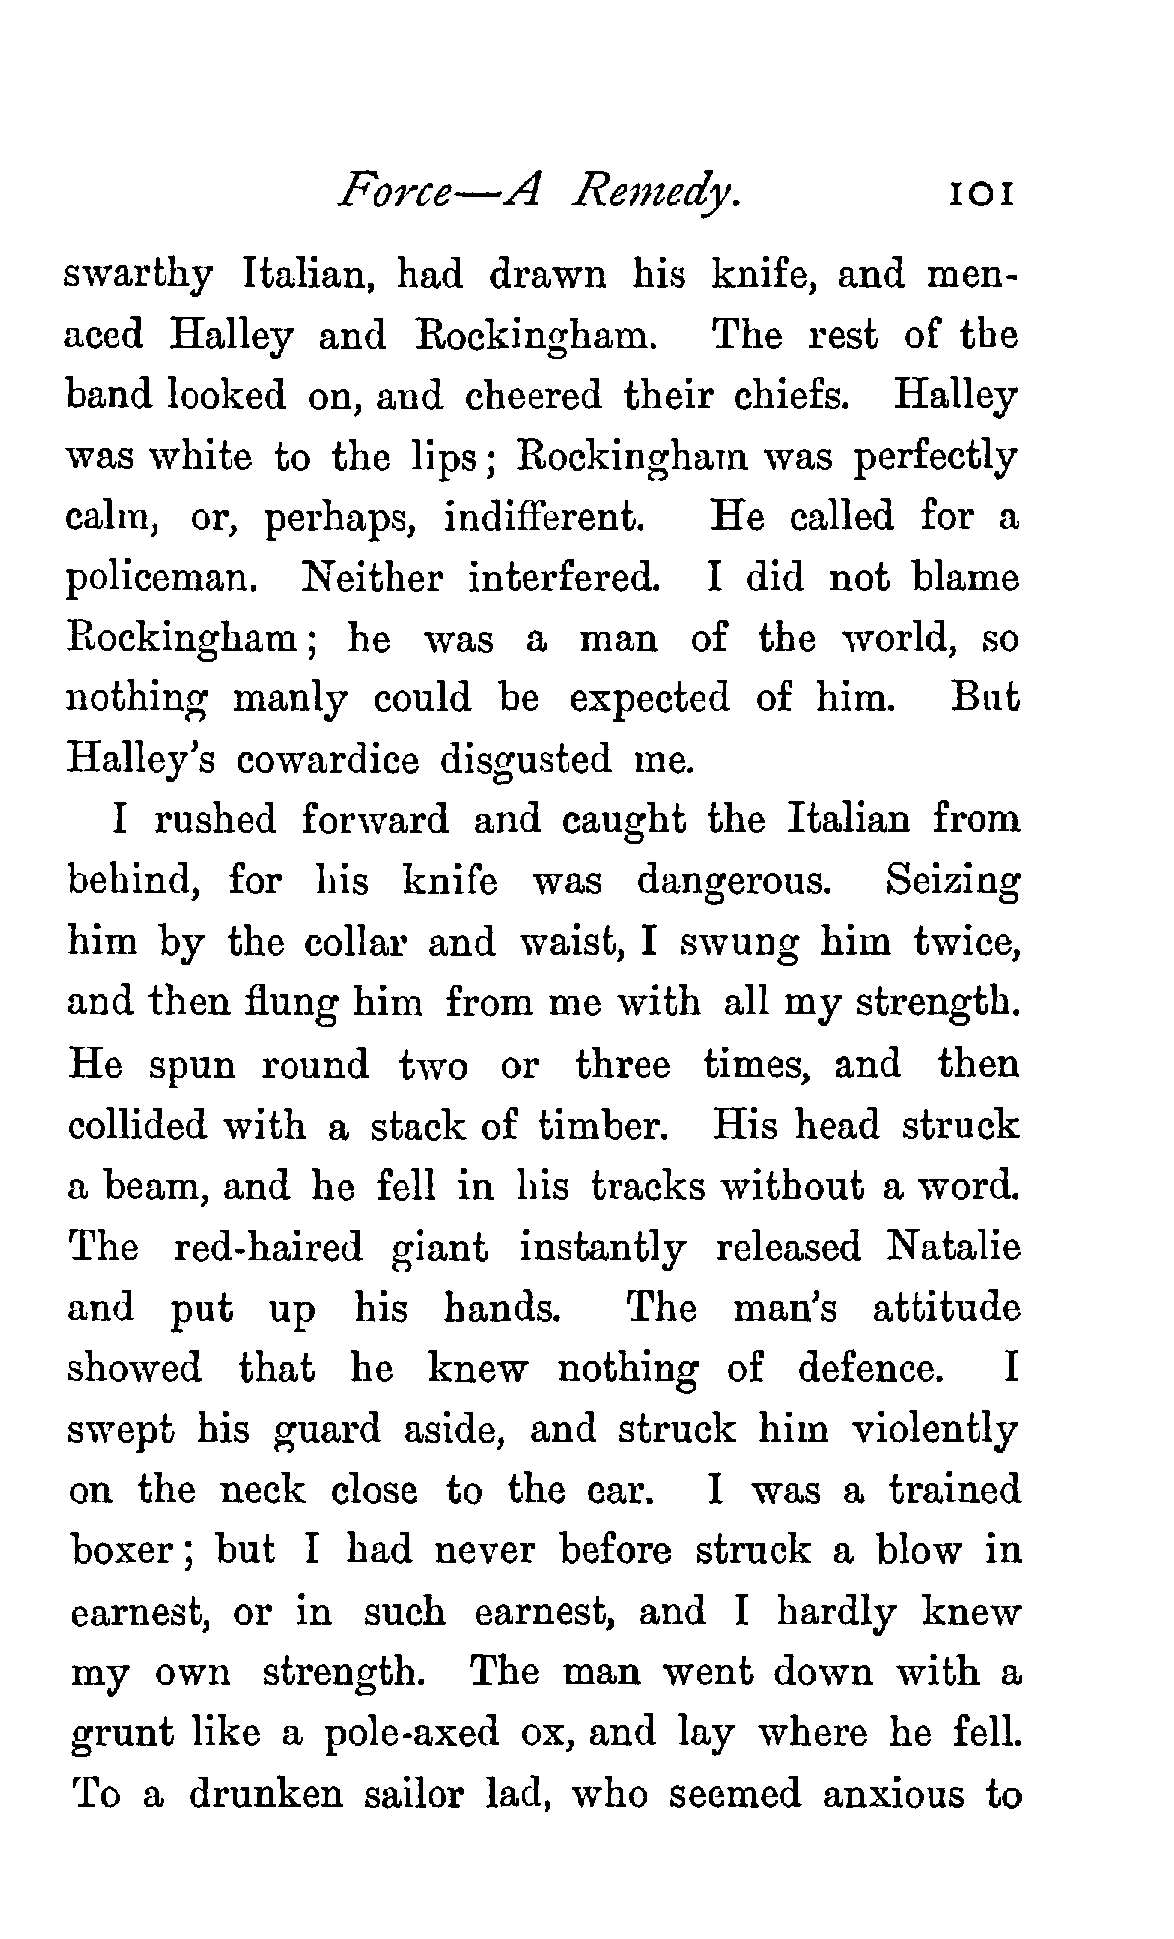 Force—A Remedy. 101
swarthy Italian, had drawn his knife, and men-
aced Halley and Rockingham. The rest of the
band looked on, and cheered their chiefs. Halley
was white to the lips; Rockingham was perfectly
calm, or, perhaps, indifferent. He called for a
policeman. Neither interfered. I did not blame
Rockingham; he was a man of the world, so
nothing manly could be expected of him. But
Halley's cowardice disgusted me.
I rushed forward and caught the Italian from
behind, for his knife was dangerous. Seizing
him by the collar and waist, I swung him twice,
and then flung him from me with all my strength.
He spun round two or three times, and then
collided with a stack of timber. His head struck
a beam, and he fell in his tracks without a word.
The red-haired giant instantly released Natalie
and put up his hands. The man's attitude
showed that he knew nothing of defence. I
swept his guard aside, and struck him violently
on the neck close to the ear. I was a trained
boxer; but I had never before struck a blow in
earnest, or in such earnest, and I hardly knew
my own strength. The man went down with a
grunt like a pole-axed ox, and lay where he fell.
To a drunken sailor lad, who seemed anxious to